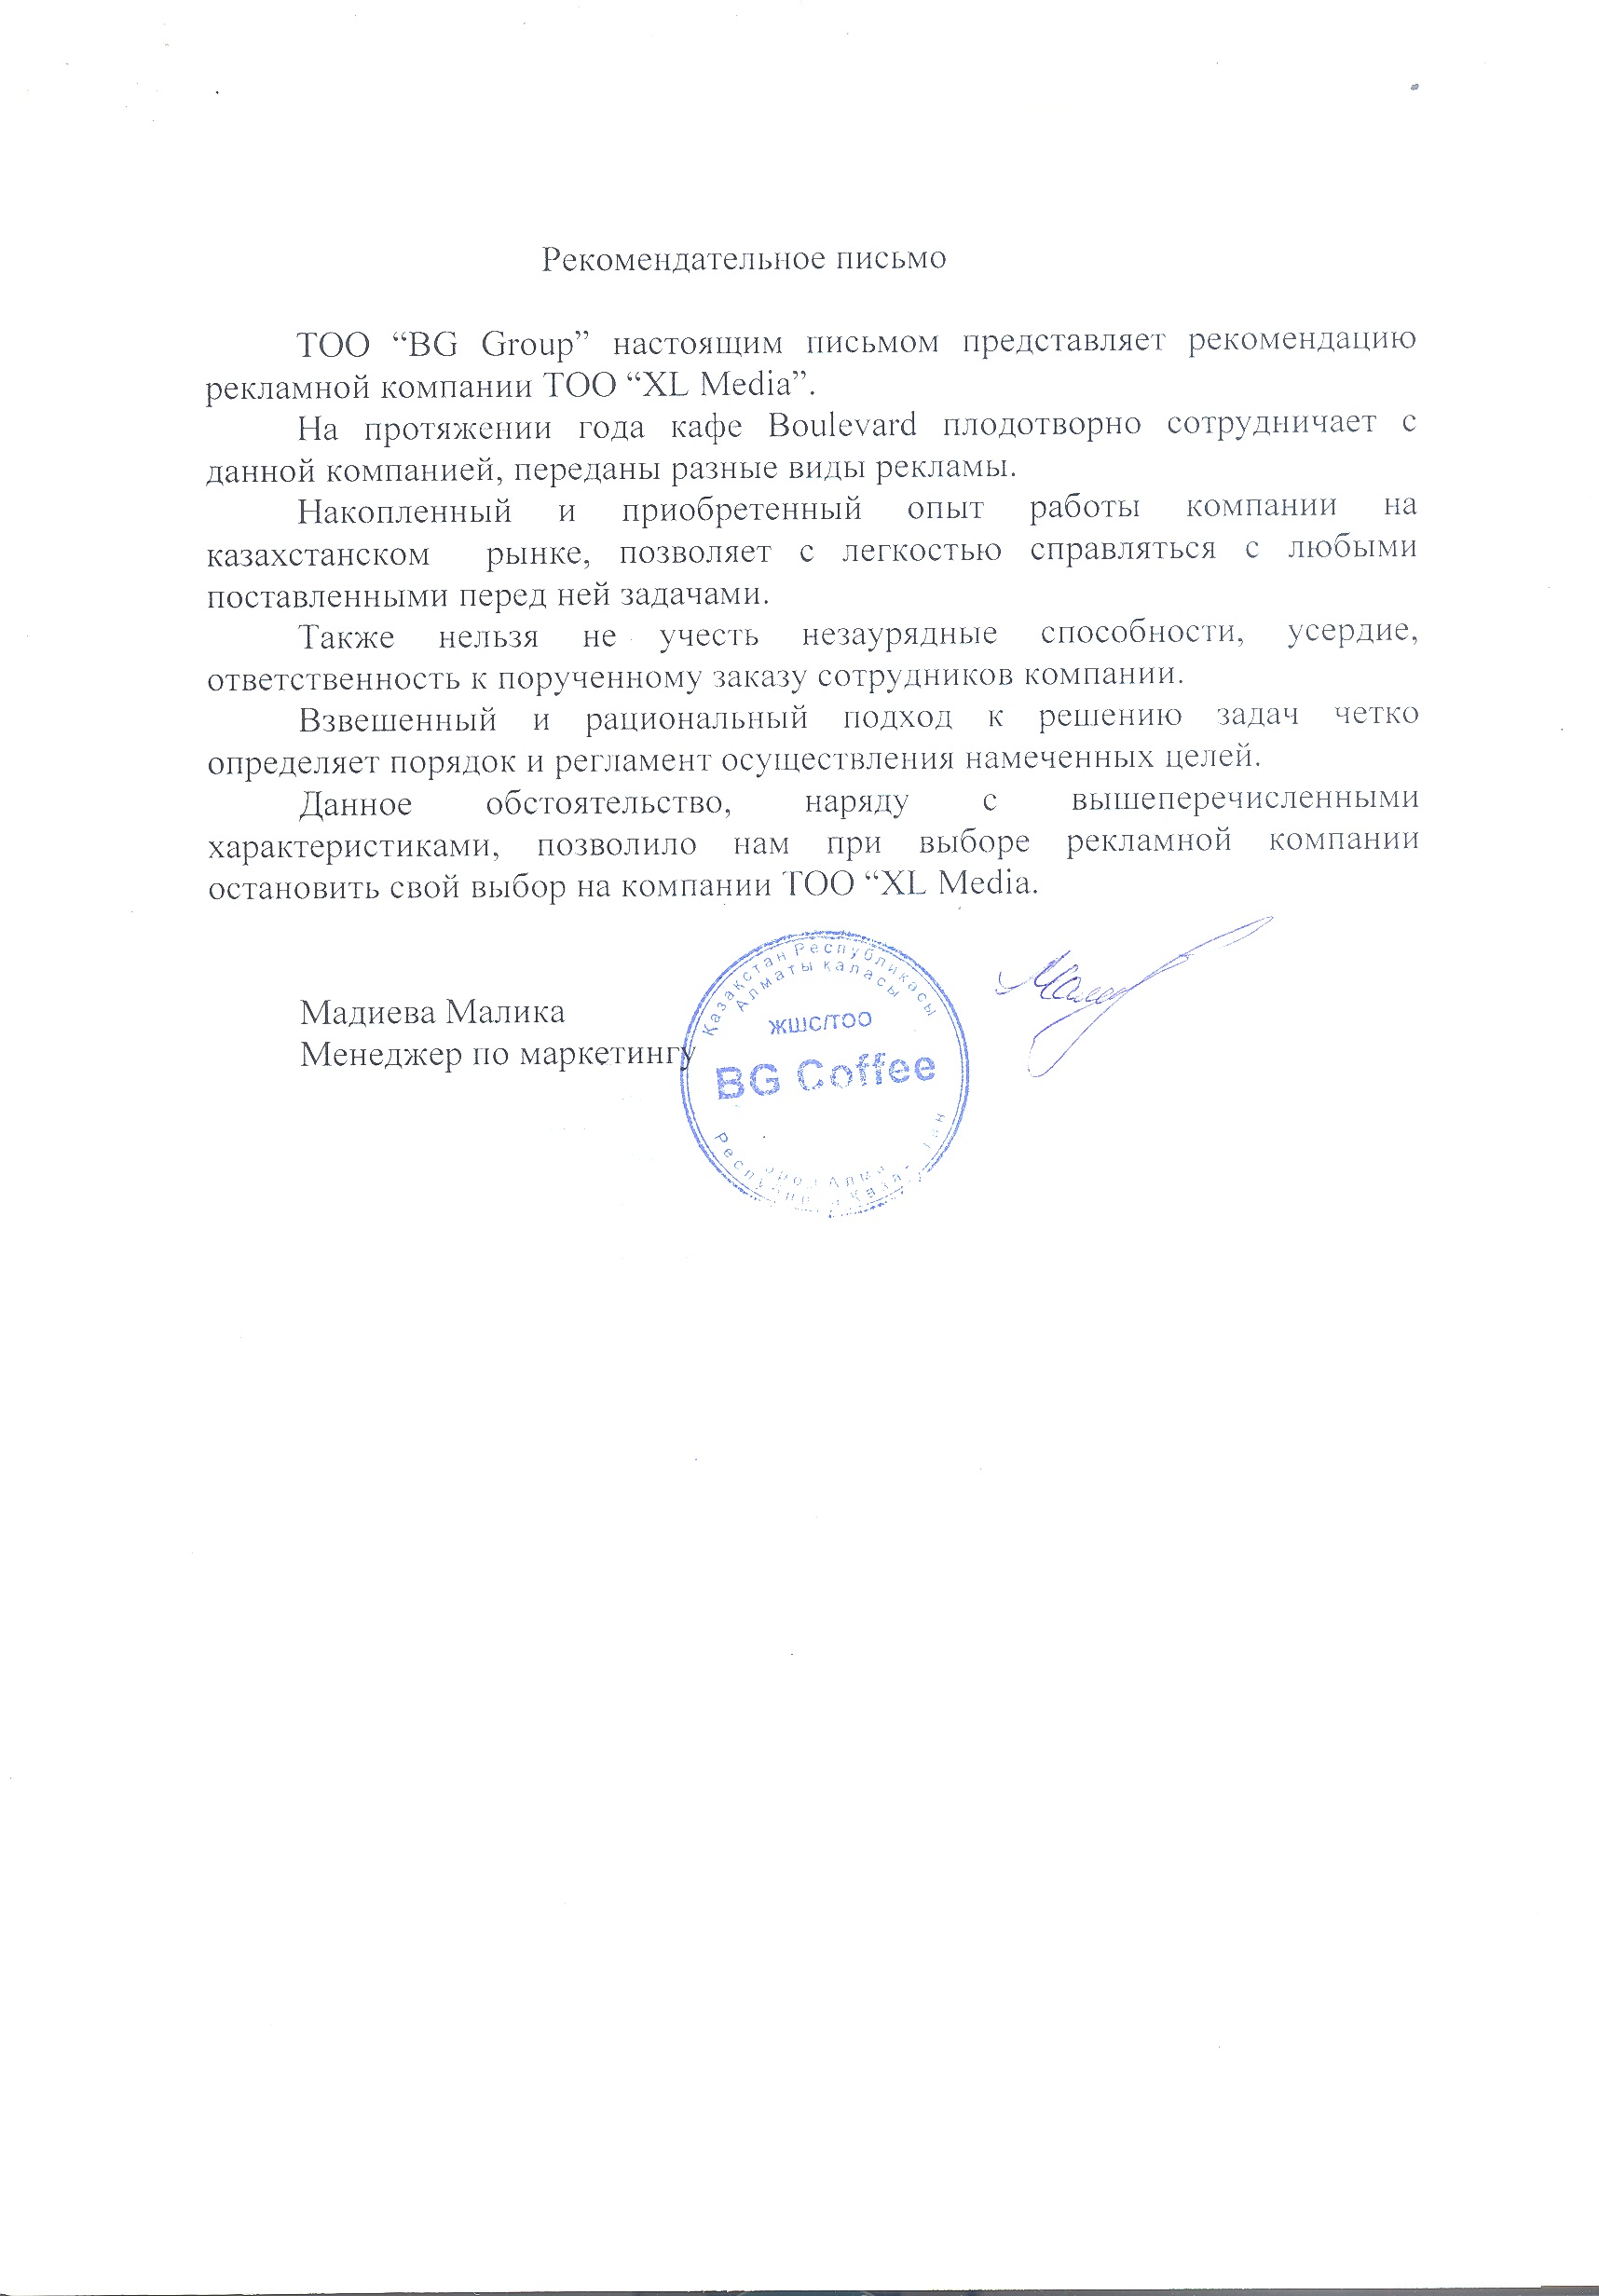 Рекомендательное письмо
ТОО “BG Group” настоящим письмом представляет рекомендацию
рекламной компании ТОО “XL Media”.
На протяжении года кафе Boulevard плодотворно сотрудничает с
данной компанией, переданы разные виды рекламы.
Накопленный и приобретенный опыт работы компании на
казахстанском рынке, позволяет с легкостью справляться с любыми
поставленными перед ней задачами.
Также нельзя не учесть незаурядные способности, усердие,
ответственность к порученному заказу сотрудников компании.
Взвешенный и рациональный подход к решению задач четко
определяет порядок и регламент осуществления намеченных целей.
Данное обстоятельство, наряду с вышеперечисленными
характеристиками, позволило нам при выборе рекламной компании
остановить свой выбор на компании ТОО “XL Media.
Мадиева Малика
Менеджер по маркетингу
Қазақстан Республикасы
Алматы қаласы
ЖШС/ТОО
BG Coffee